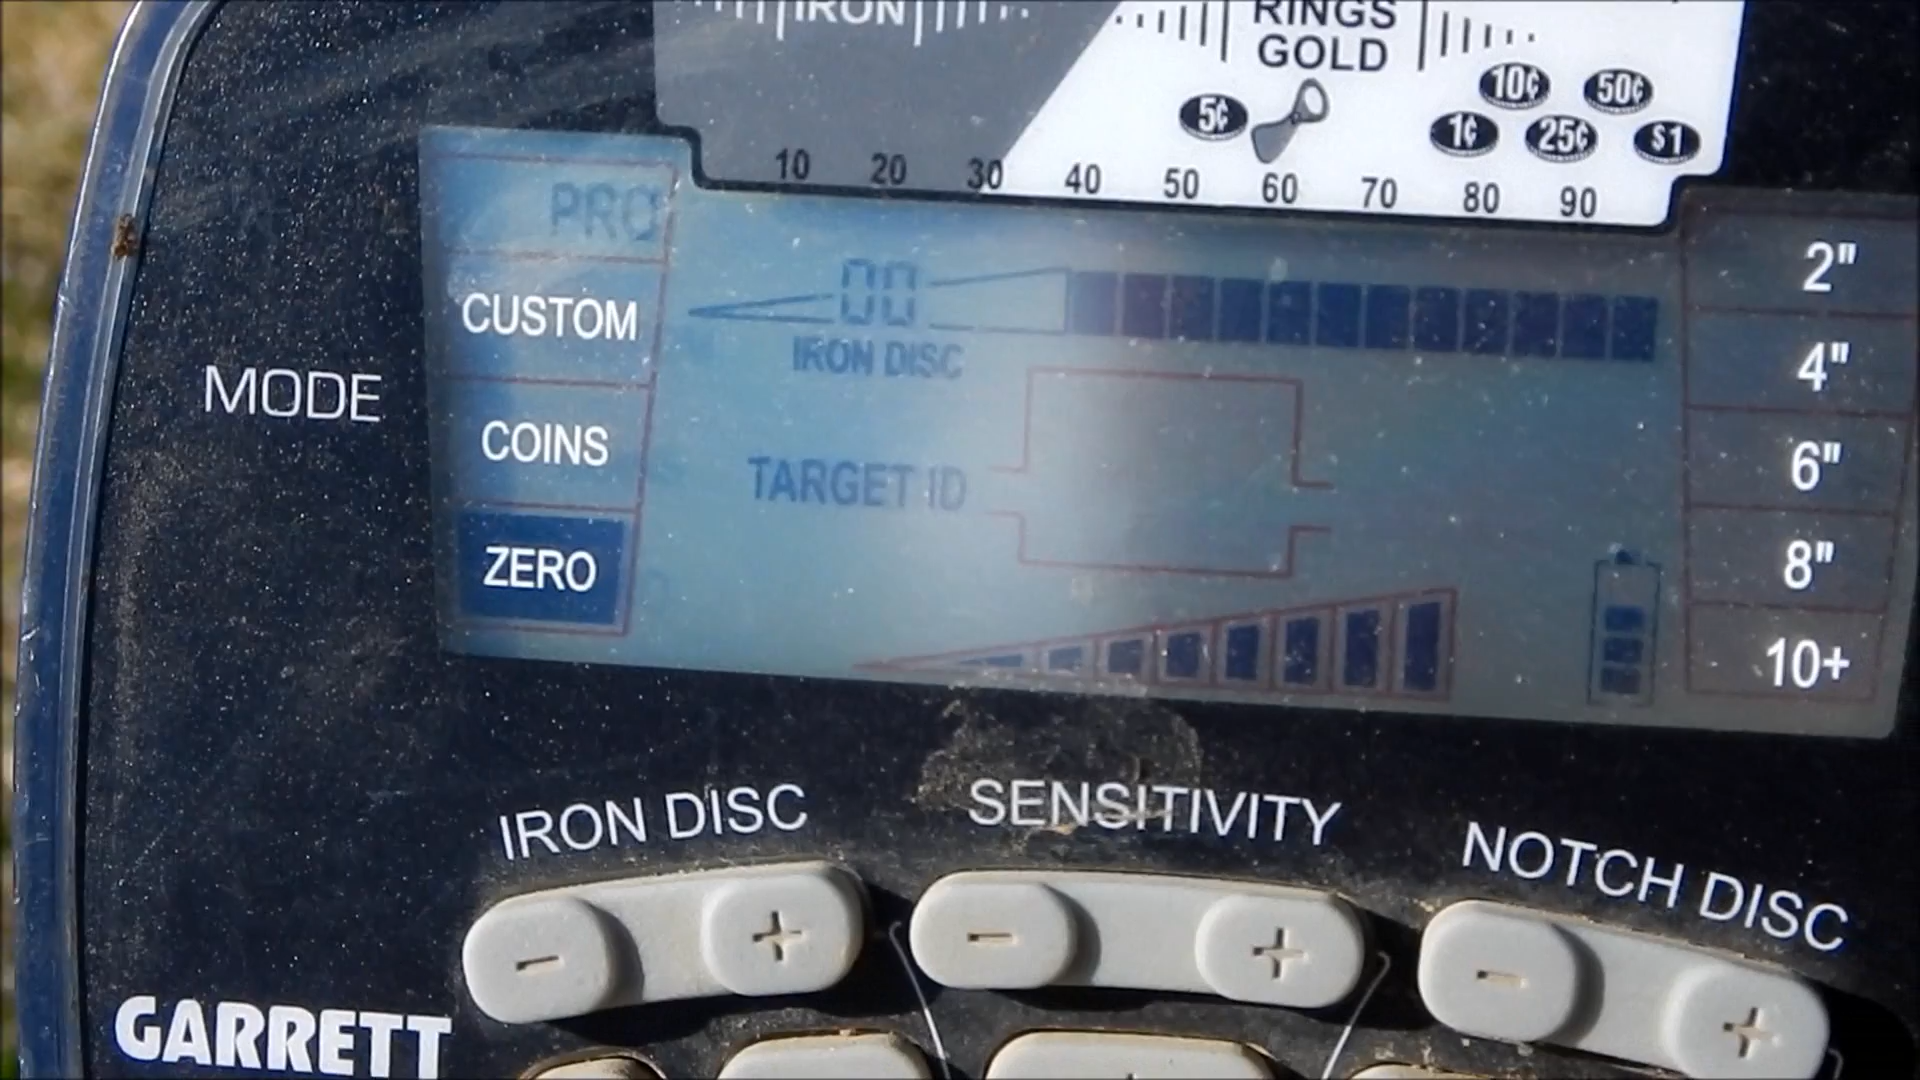 IRON
RINGS
GOLD
10¢ 50¢
5¢ 1¢ 25¢ $1
10 20 30 40 50 60 70 80 90
PRO
CUSTOM
COINS
ZERO
MODE
00
IRON DISC
TARGET ID
2"
4"
6"
8"
10+
IRON DISC
SENSITIVITY
NOTCH DISC
- + - + - +
GARRETT